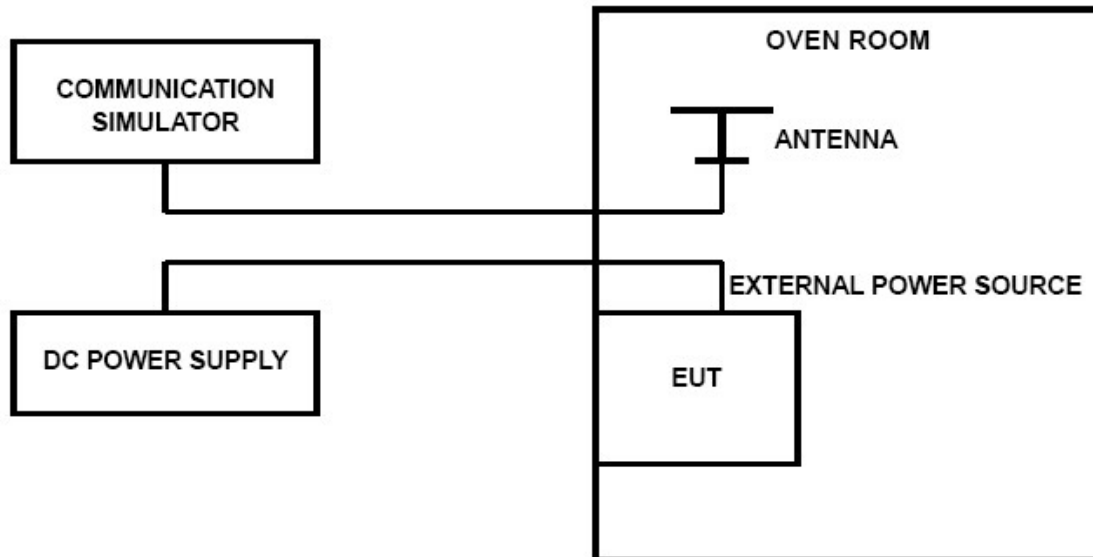 OVEN ROOM
COMMUNICATION
SIMULATOR
ANTENNA
EXTERNAL POWER SOURCE
DC POWER SUPPLY
EUT